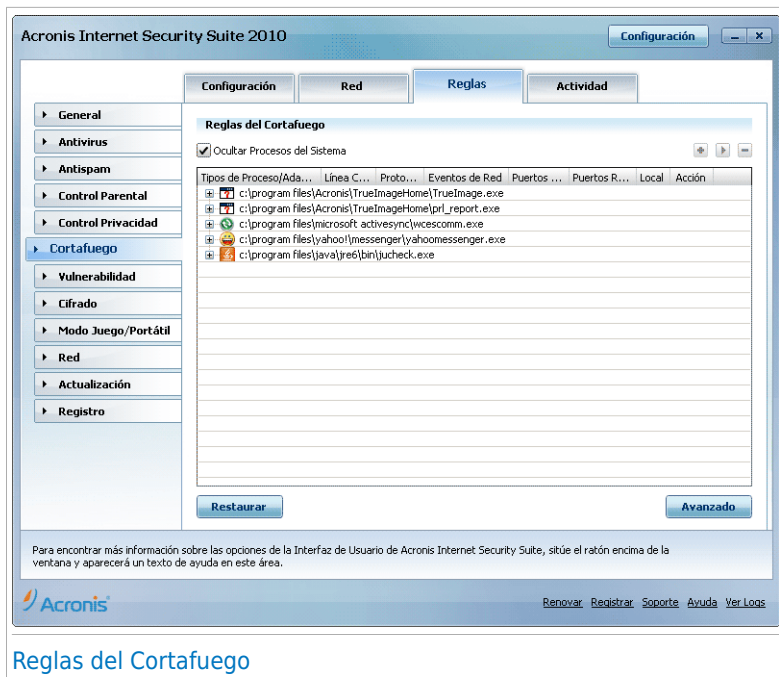 Acronis Internet Security Suite 2010
Configuración
Configuración Red Reglas Actividad
General
Antivirus
Antispam
Control Parental
Control Privacidad
Cortafuego
Vulnerabilidad
Cifrado
Modo Juego/Portátil
Red
Actualización
Registro
Reglas del Cortafuego
Ocultar Procesos del Sistema
Tipos de Proceso/Ada... Línea C... Proto... Eventos de Red Puertos ... Puertos R... Local Acción
c:\program files\Acronis\TrueImageHome\TrueImage.exe
c:\program files\Acronis\TrueImageHome\prl_report.exe
c:\program files\microsoft activesync\wcescomm.exe
c:\program files\yahoo!\messenger\yahoomessenger.exe
c:\program files\java\jre6\bin\jucheck.exe
Restaurar Avanzado
Para encontrar más información sobre las opciones de la Interfaz de Usuario de Acronis Internet Security Suite, sitúe el ratón encima de la
ventana y aparecerá un texto de ayuda en este área.
Acronis
Renovar Registrar Soporte Ayuda Ver Logs
Reglas del Cortafuego